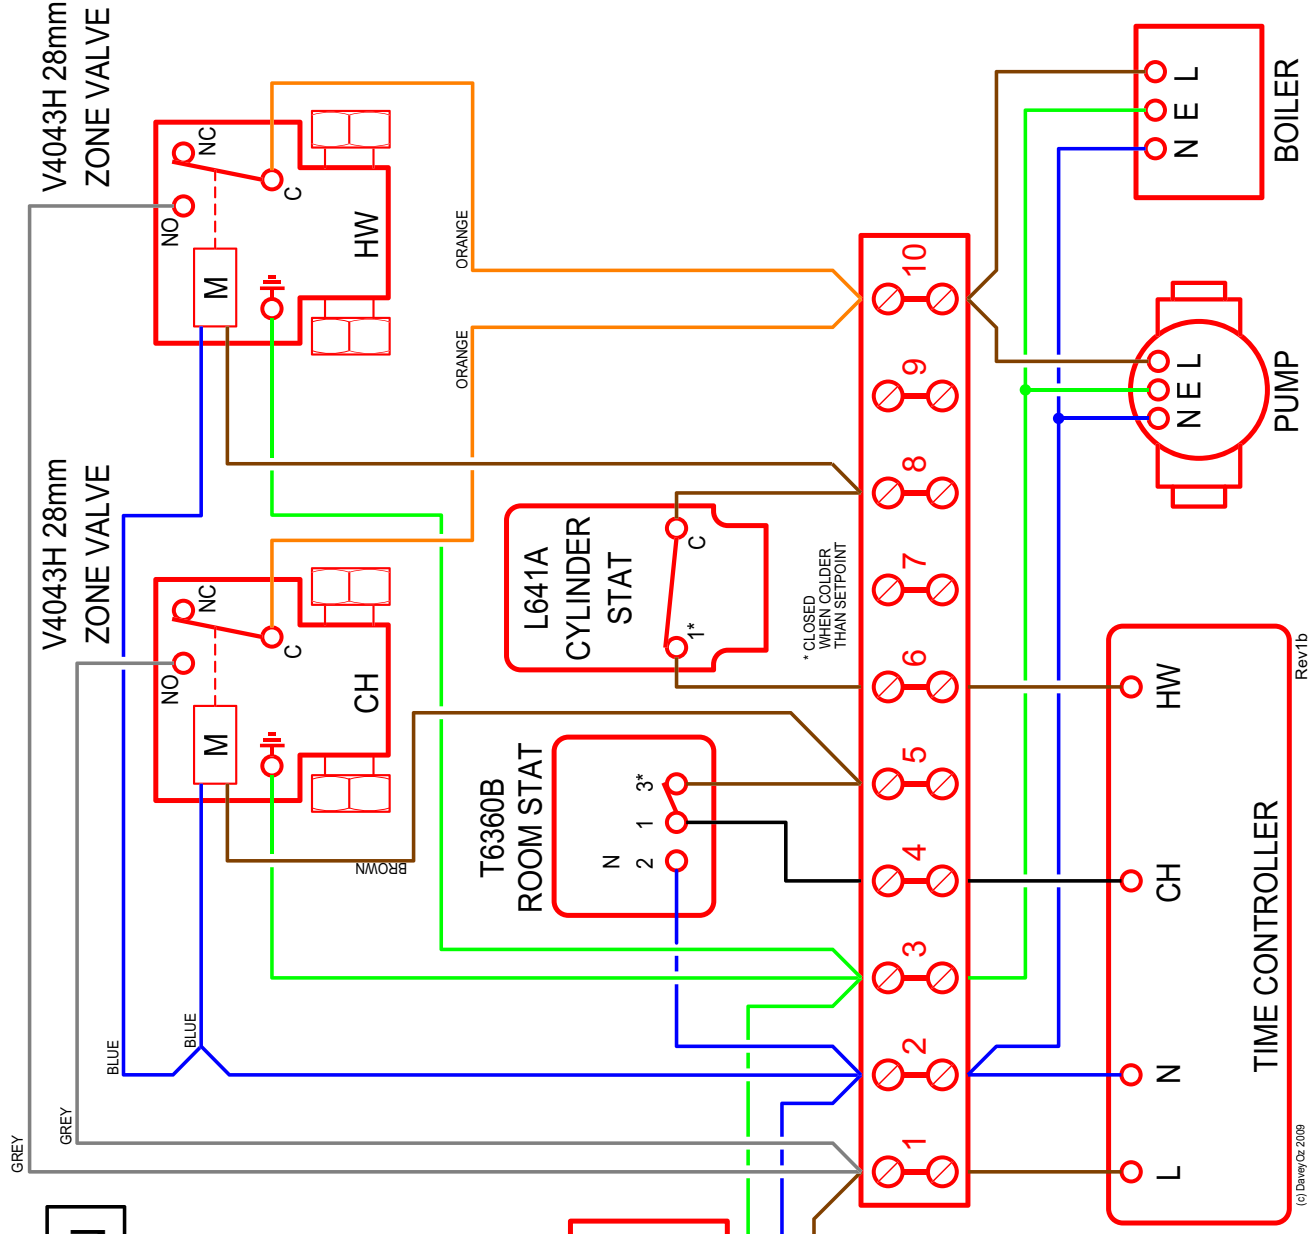 V4043H 28mm
ZONE VALVE
NO
NC
C
M
HW
ORANGE
V4043H 28mm
ZONE VALVE
NO
NC
C
M
CH
ORANGE
BROWN
BLUE
BLUE
GREY
GREY
L641A
CYLINDER
STAT
C
1*
* CLOSED
WHEN COLDER
THAN SETPOINT
T6360B
ROOM STAT
N
2
1
3*
1
2
3
4
5
6
7
8
9
10
BOILER
N E L
PUMP
N E L
TIME CONTROLLER
L
N
CH
HW
Rev1b
(c) DaveyOz 2009